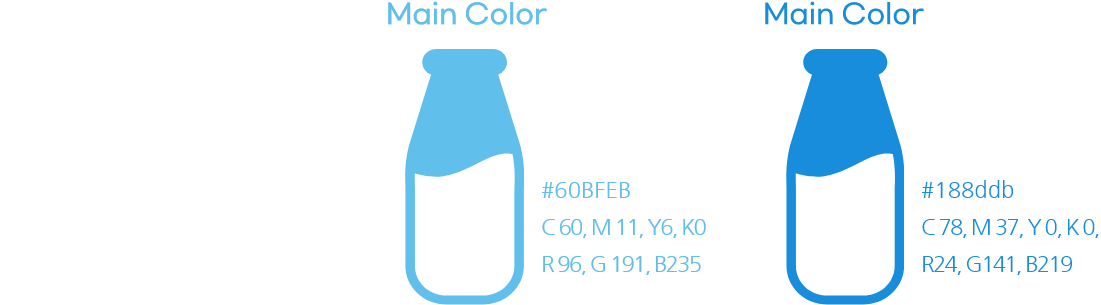 Main Color
#60BFEB
C 60, M 11, Y6, K0
R 96, G 191, B235
Main Color
#188ddb
C 78, M 37, Y 0, K 0,
R24, G141, B219